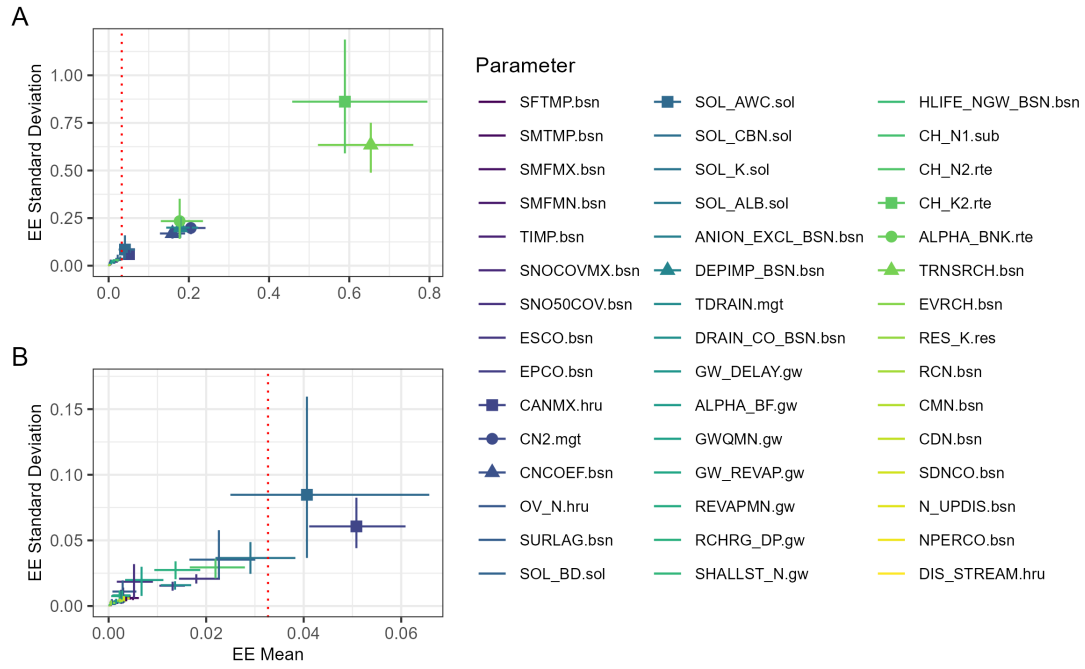 A
EE Standard Deviation
1.00
0.75
0.50
0.25
0.00
0.0 0.2 0.4 0.6 0.8
B
EE Standard Deviation
0.15
0.10
0.05
0.00
0.00 0.02 0.04 0.06
EE Mean
Parameter
SFTMP.bsn
SMTMP.bsn
SMFMX.bsn
SMFMN.bsn
TIMP.bsn
SNOCOVMX.bsn
SNO50COV.bsn
ESCO.bsn
EPCO.bsn
CANMX.hru
CN2.mgt
CNCOEF.bsn
OV_N.hru
SURLAG.bsn
SOL_BD.sol
SOL_AWC.sol
SOL_CBN.sol
SOL_K.sol
SOL_ALB.sol
ANION_EXCL_BSN.bsn
DEPIMP_BSN.bsn
TDRAIN.mgt
DRAIN_CO_BSN.bsn
GW_DELAY.gw
ALPHA_BF.gw
GWQMN.gw
GW_REVAP.gw
REVAPMN.gw
RCHRG_DP.gw
SHALLST_N.gw
HLIFE_NGW_BSN.bsn
CH_N1.sub
CH_N2.rte
CH_K2.rte
ALPHA_BNK.rte
TRNSRCH.bsn
EVRCH.bsn
RES_K.res
RCN.bsn
CMN.bsn
CDN.bsn
SDNCO.bsn
N_UPDIS.bsn
NPERCO.bsn
DIS_STREAM.hru